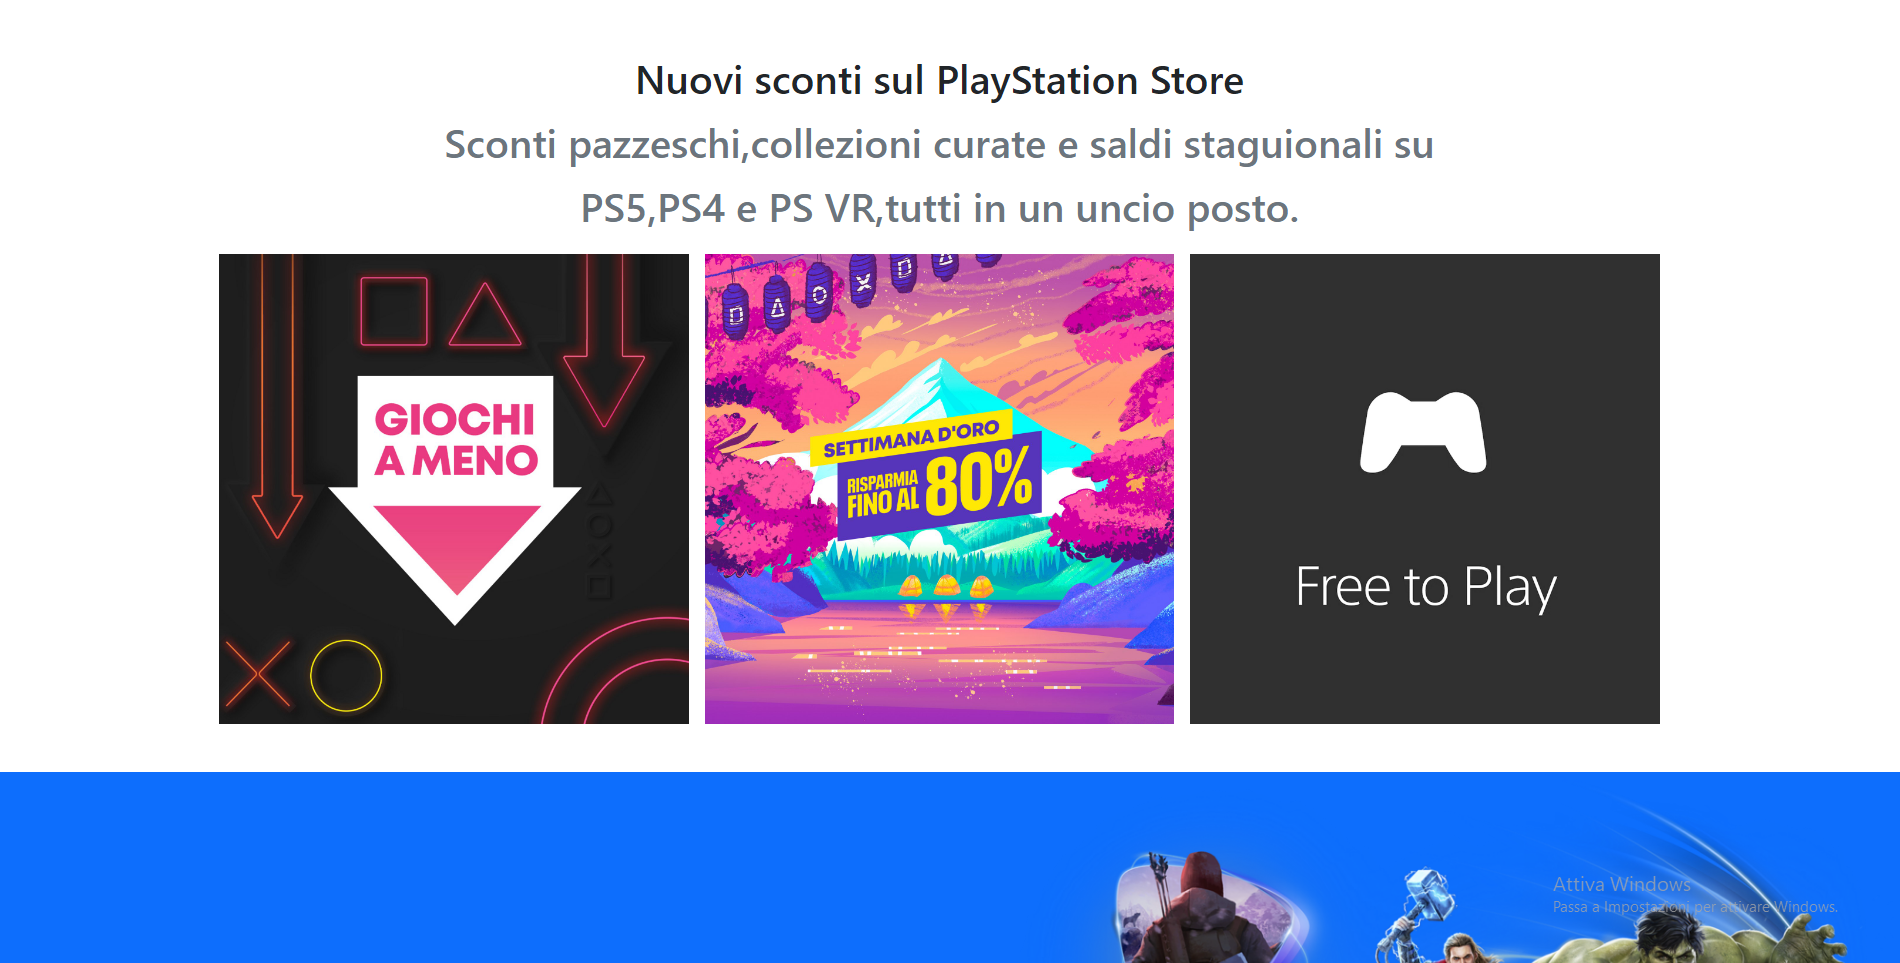 Nuovi sconti sul PlayStation Store
Sconti pazzeschi,collezioni curate e saldi staguionali su
PS5,PS4 e PS VR,tutti in un uncio posto.
GIOCHI
A MENO
SETTIMANA D'ORO
RISPARMIA
FINO AL 80%
Free to Play
Attiva Windows
Passa a Impostazioni per attivare Windows.